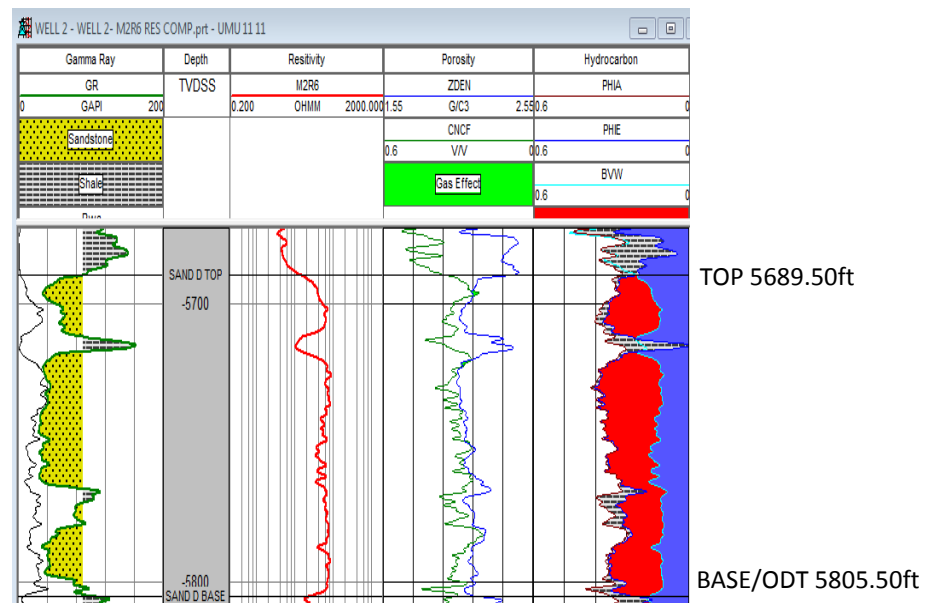 WELL 2 - WELL 2- M2R6 RES COMP.prt - UMU 11 11
Gamma Ray Depth Resitivity Porosity Hydrocarbon
GR TVDSS M2R6 ZDEN PHIA
0 GAPI 200 0.200 OHMM 2000.000 1.55 G/C3 2.55 0.6 0
Sandstone CNCF PHIE
0.6 V/V 0 0.6 0
Shale Gas Effect BVW
0.6 0
SAND D TOP TOP 5689.50ft
-5700
-5800 BASE/ODT 5805.50ft
SAND D BASE